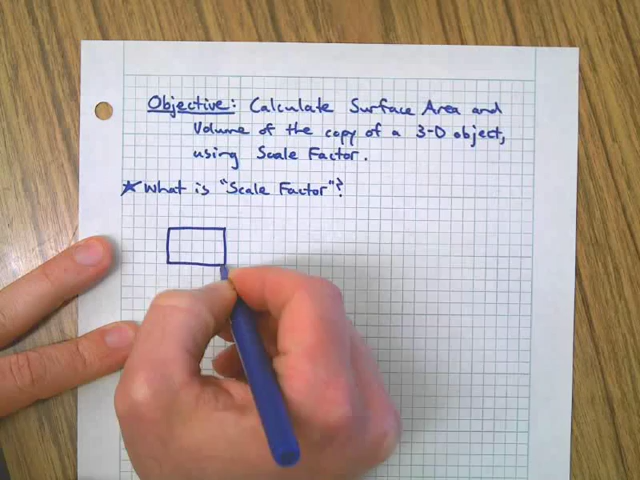 Objective: Calculate Surface Area and
Volume of the copy of a 3-D object,
using Scale Factor.
★What is "Scale Factor"?